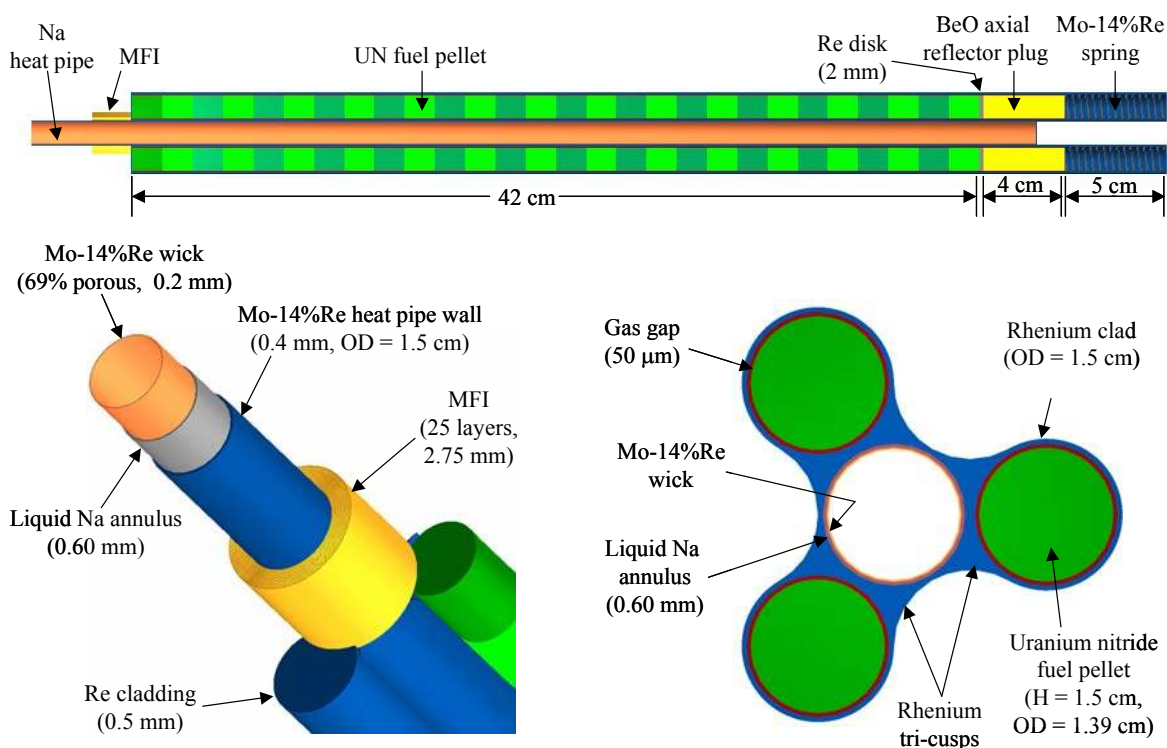 Na
heat pipe
MFI
UN fuel pellet
Re disk
(2 mm)
BeO axial
reflector plug
Mo-14%Re
spring
42 cm
4 cm
5 cm
Mo-14%Re wick
(69% porous, 0.2 mm)
Mo-14%Re heat pipe wall
(0.4 mm, OD = 1.5 cm)
MFI
(25 layers,
2.75 mm)
Liquid Na annulus
(0.60 mm)
Re cladding
(0.5 mm)
Gas gap
(50 μm)
Rhenium clad
(OD = 1.5 cm)
Mo-14%Re
wick
Liquid Na
annulus
(0.60 mm)
Rhenium
tri-cusps
Uranium nitride
fuel pellet
(H = 1.5 cm,
OD = 1.39 cm)